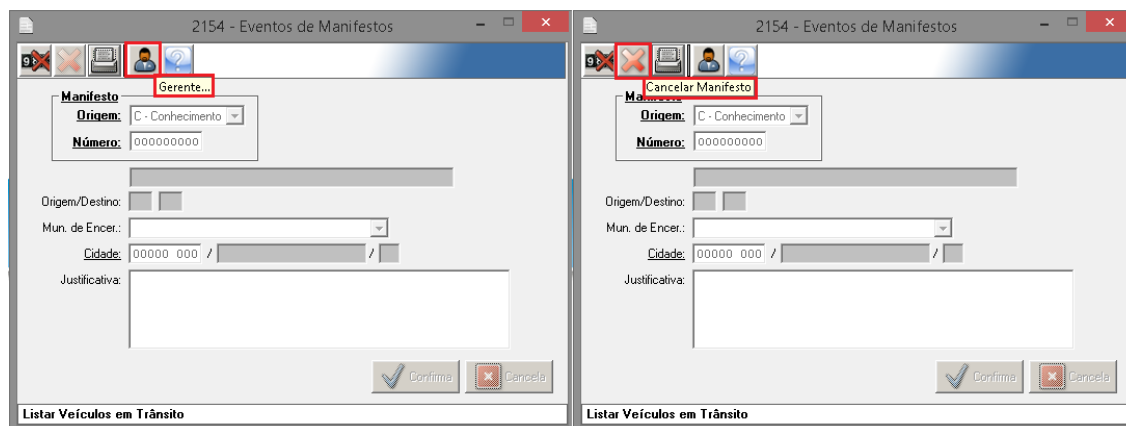 2154 - Eventos de Manifestos
Gerente...
Manifesto
Origem: C - Conhecimento
Número: 000000000
Origem/Destino:
Mun. de Encer.:
Cidade: 00000 000 / /
Justificativa:
Confirma Cancela
Listar Veículos em Trânsito
2154 - Eventos de Manifestos
Cancelar Manifesto
Origem: C - Conhecimento
Número: 000000000
Origem/Destino:
Mun. de Encer.:
Cidade: 00000 000 / /
Justificativa:
Confirma Cancela
Listar Veículos em Trânsito